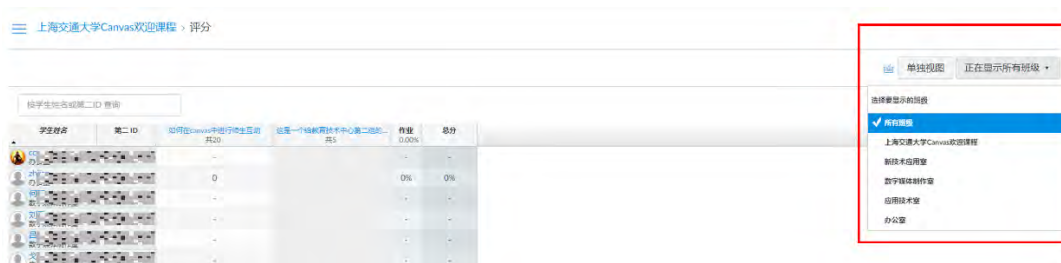 上海交通大学Canvas欢迎课程 › 评分
单独视图 正在显示所有班级
选择要显示的班级
所有班级
上海交通大学Canvas欢迎课程
新技术应用室
数字媒体制作室
应用技术室
办公室
按学生姓名或第二ID 查询
学生姓名 第二 ID 如何在canvas中进行师生互动 这是一个给教育技术中心第二组的... 作业 总分
共20 共5 0.00%
- - -
办公室
0 0% 0%
- - -
- - -
- - -
- - -